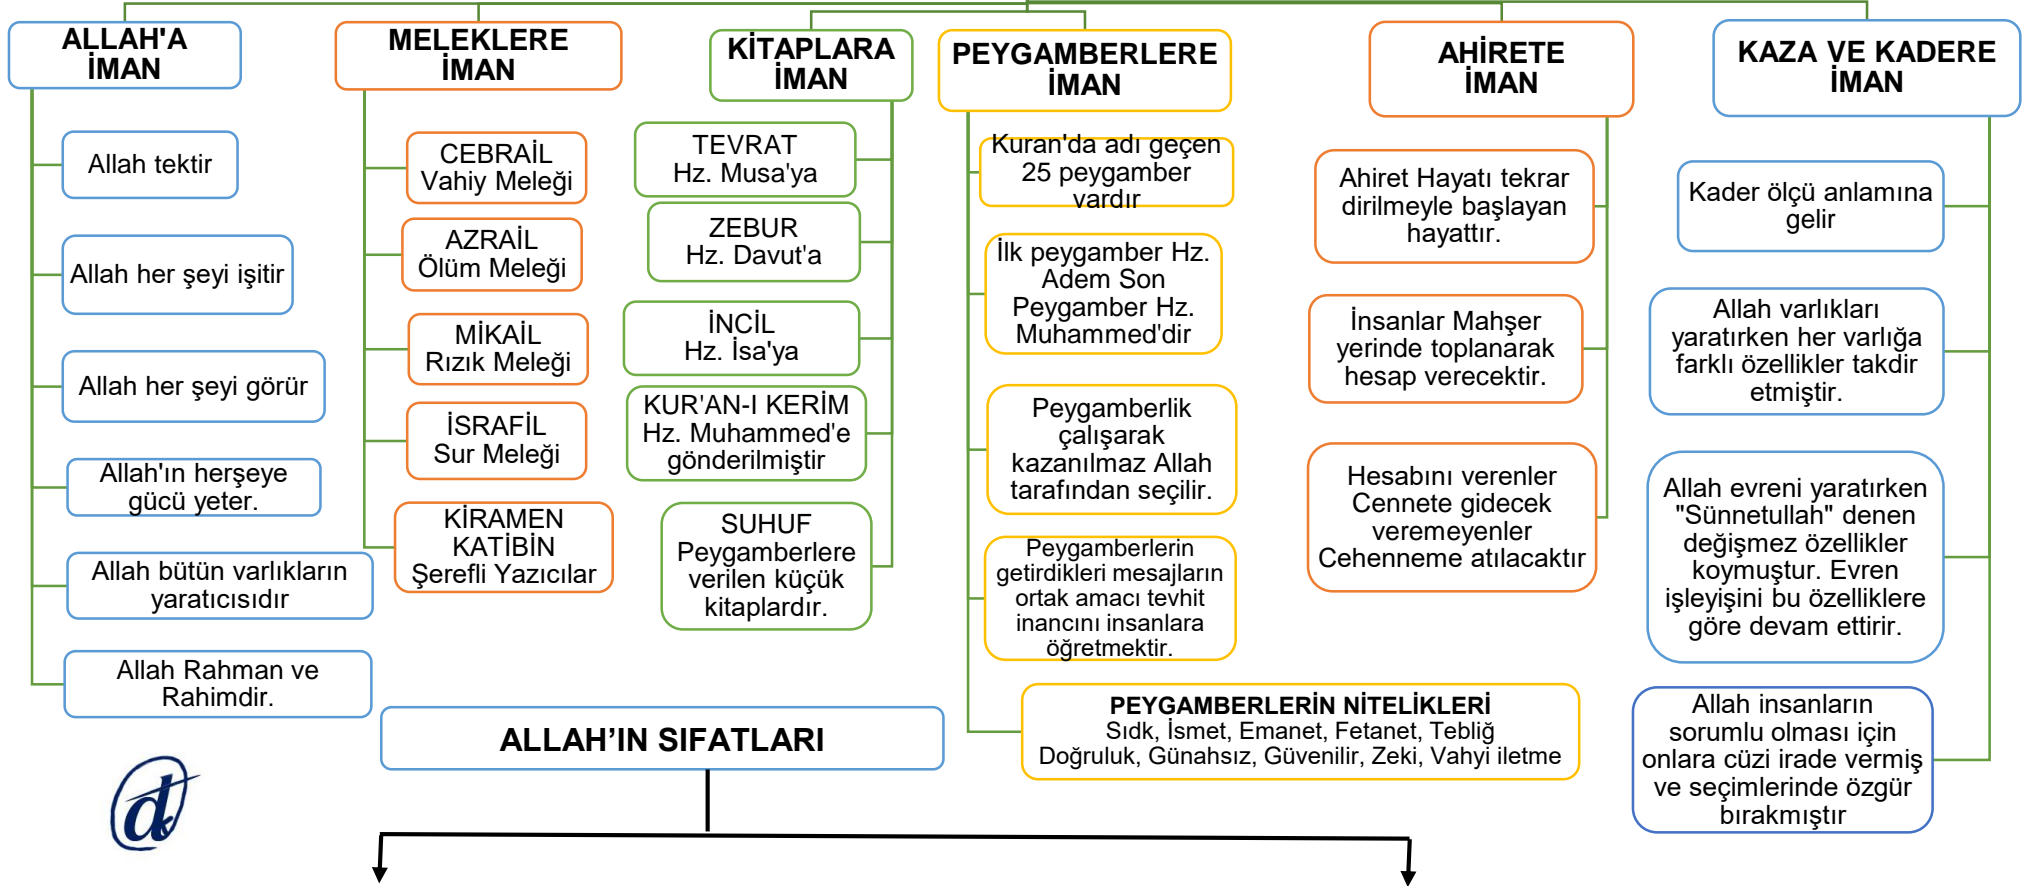 ALLAH'A
İMAN
Allah tektir
Allah her şeyi işitir
Allah her şeyi görür
Allah'ın herşeye
gücü yeter.
Allah bütün varlıkların
yaratıcısıdır
Allah Rahman ve
Rahimdir.
MELEKLERE
İMAN
CEBRAİL
Vahiy Meleği
AZRAİL
Ölüm Meleği
MİKAİL
Rızık Meleği
İSRAFİL
Sur Meleği
KİRAMEN
KATİBİN
Şerefli Yazıcılar
KİTAPLARA
İMAN
TEVRAT
Hz. Musa'ya
ZEBUR
Hz. Davut'a
İNCİL
Hz. İsa'ya
KUR'AN-I KERİM
Hz. Muhammed'e
gönderilmiştir
SUHUF
Peygamberlere
verilen küçük
kitaplardır.
PEYGAMBERLERE
İMAN
Kuran'da adı geçen
25 peygamber
vardır
İlk peygamber Hz.
Adem Son
Peygamber Hz.
Muhammed'dir
Peygamberlik
çalışarak
kazanılmaz Allah
tarafından seçilir.
Peygamberlerin
getirdikleri mesajların
ortak amacı tevhit
inancını insanlara
öğretmektir.
PEYGAMBERLERİN NİTELİKLERİ
Sıdk, İsmet, Emanet, Fetanet, Tebliğ
Doğruluk, Günahsız, Güvenilir, Zeki, Vahyi iletme
AHİRETE
İMAN
Ahiret Hayatı tekrar
dirilmeyle başlayan
hayattır.
İnsanlar Mahşer
yerinde toplanarak
hesap verecektir.
Hesabını verenler
Cennete gidecek
veremeyenler
Cehenneme atılacaktır
KAZA VE KADERE
İMAN
Kader ölçü anlamına
gelir
Allah varlıkları
yaratırken her varlığa
farklı özellikler takdir
etmiştir.
Allah evreni yaratırken
"Sünnetullah" denen
değişmez özellikler
koymuştur. Evren
işleyişini bu özelliklere
göre devam ettirir.
Allah insanların
sorumlu olması için
onlara cüzi irade vermiş
ve seçimlerinde özgür
bırakmıştır
ALLAH’IN SIFATLARI